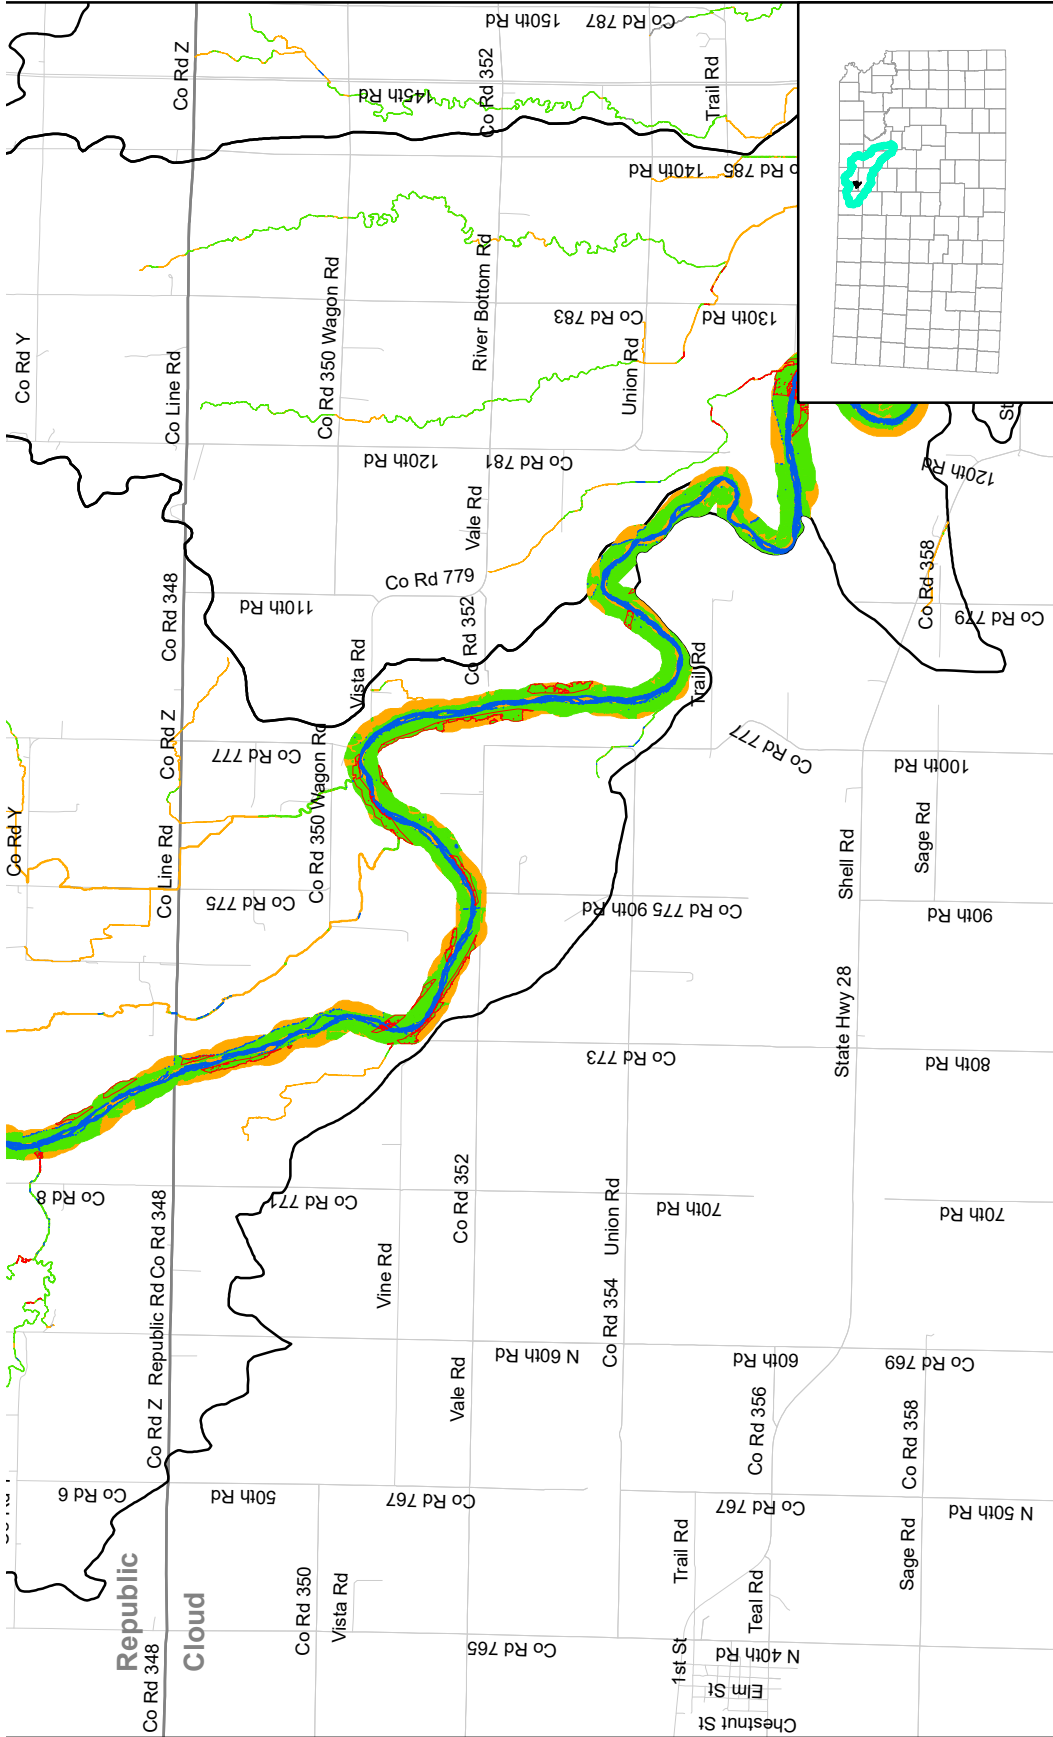 150th Rd
Co Rd 787
Co Rd Z
Co Rd 352
Trail Rd
145th Rd
140th Rd
Co Rd 785
Co Rd Y
Co Line Rd
Co Rd 350 Wagon Rd
River Bottom Rd
Co Rd 783
130th Rd
Union Rd
120th Rd
Co Rd 781
St
120th Rd
Vale Rd
Co Rd 779
Co Rd 348
110th Rd
Co Rd 352
Co Rd 358
Co Rd 779
Vista Rd
Trail Rd
Co Rd Z
Co Rd 777
Co Rd 350 Wagon Rd
Co Rd 777
100th Rd
Co Rd Y
Co Line Rd
Shell Rd
Sage Rd
Co Rd 775
90th Rd
Co Rd 775
90th Rd
State Hwy 28
Co Rd 773
80th Rd
Co Rd 8
Co Rd 348
Co Rd 771
Co Rd 352
Union Rd
70th Rd
70th Rd
Republic Rd
Vine Rd
Co Rd 354
N 60th Rd
60th Rd
Co Rd 769
Co Rd Z
Vale Rd
Co Rd 356
Co Rd 358
Co Rd 6
50th Rd
Co Rd 767
Co Rd 767
N 50th Rd
Trail Rd
Sage Rd
Republic
Cloud
Co Rd 350
Vista Rd
Teal Rd
Co Rd 348
Co Rd 765
1st St
N 40th Rd
Elm St
Chestnut St